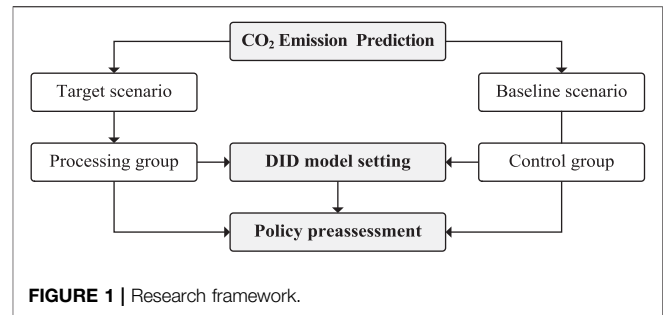 CO₂ Emission Prediction
Target scenario
Baseline scenario
Processing group
DID model setting
Control group
Policy preassessment
FIGURE 1 | Research framework.